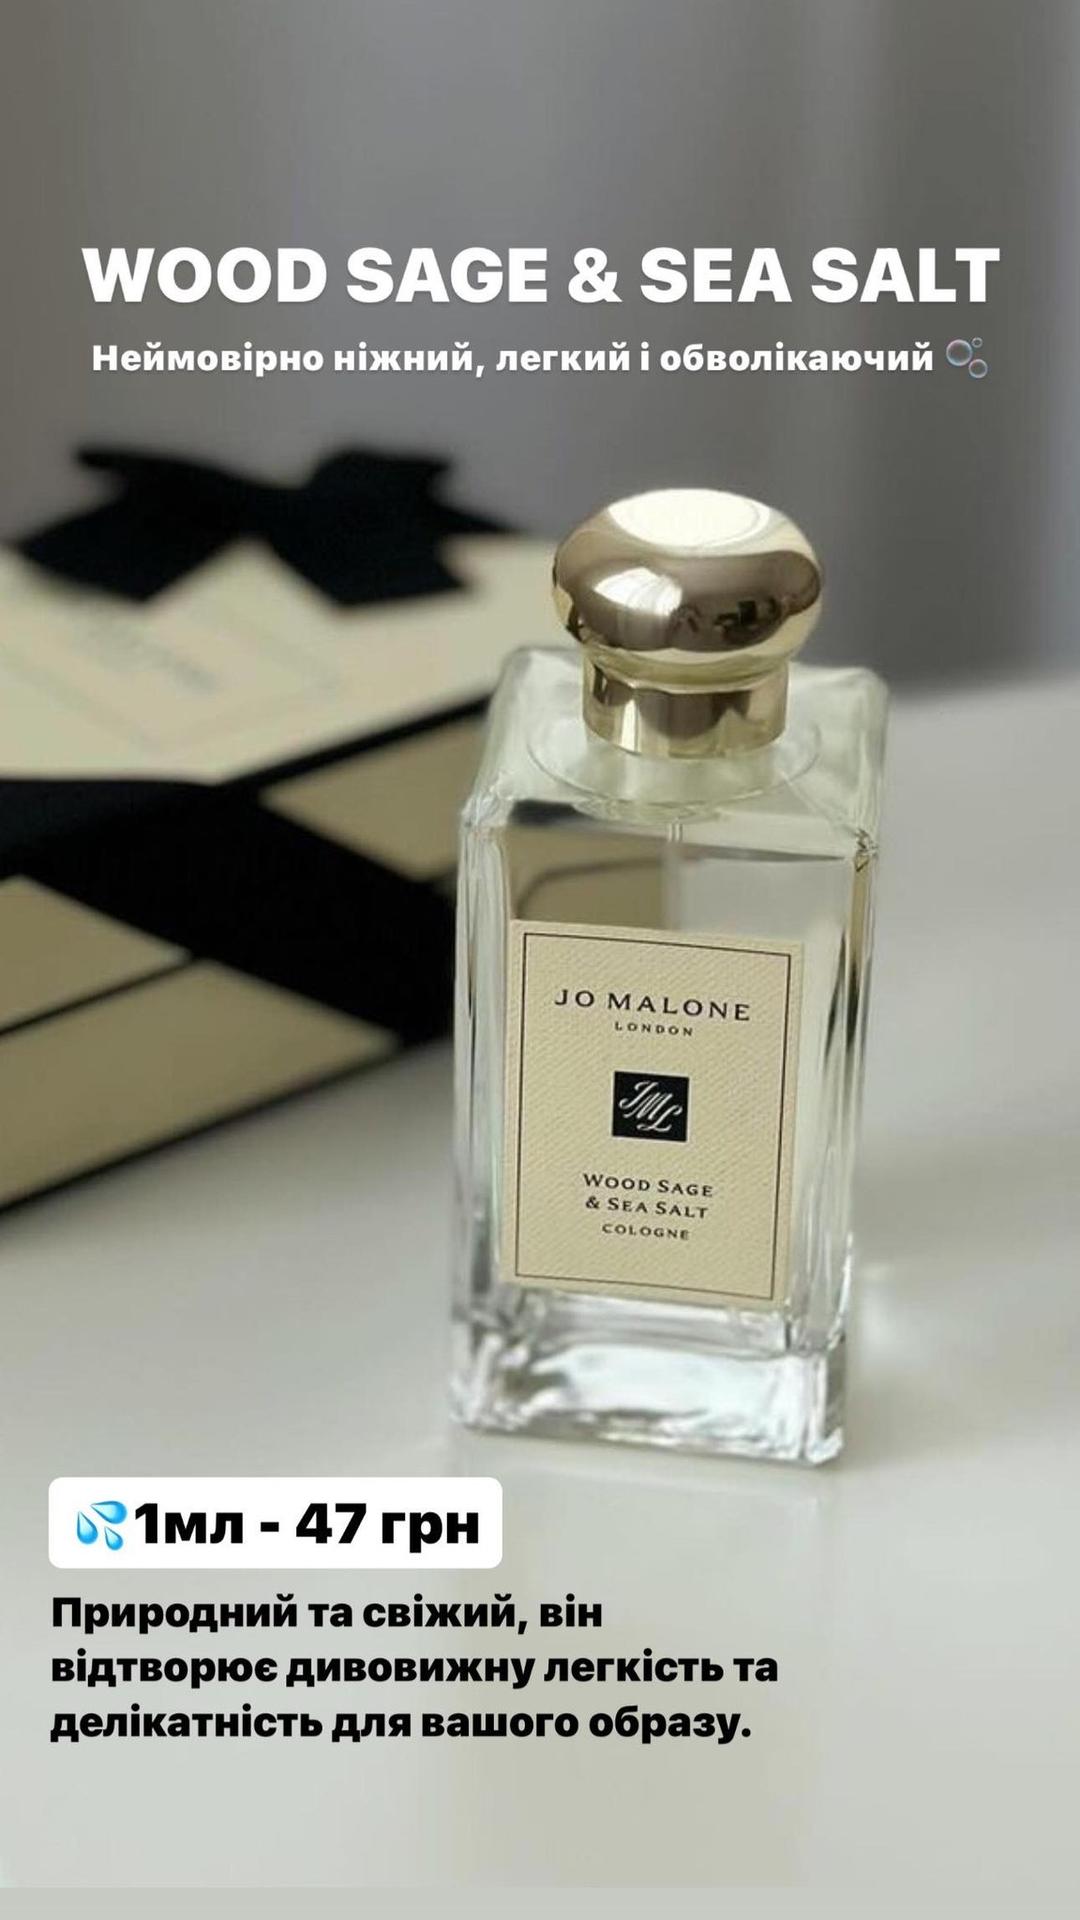 WOOD SAGE & SEA SALT
Неймовірно ніжний, легкий і обволікаючий 🫧
JO MALONE
LONDON
JML
WOOD SAGE
& SEA SALT
COLOGNE
💦1мл - 47 грн
Природний та свіжий, він
відтворює дивовижну легкість та
делікатність для вашого образу.